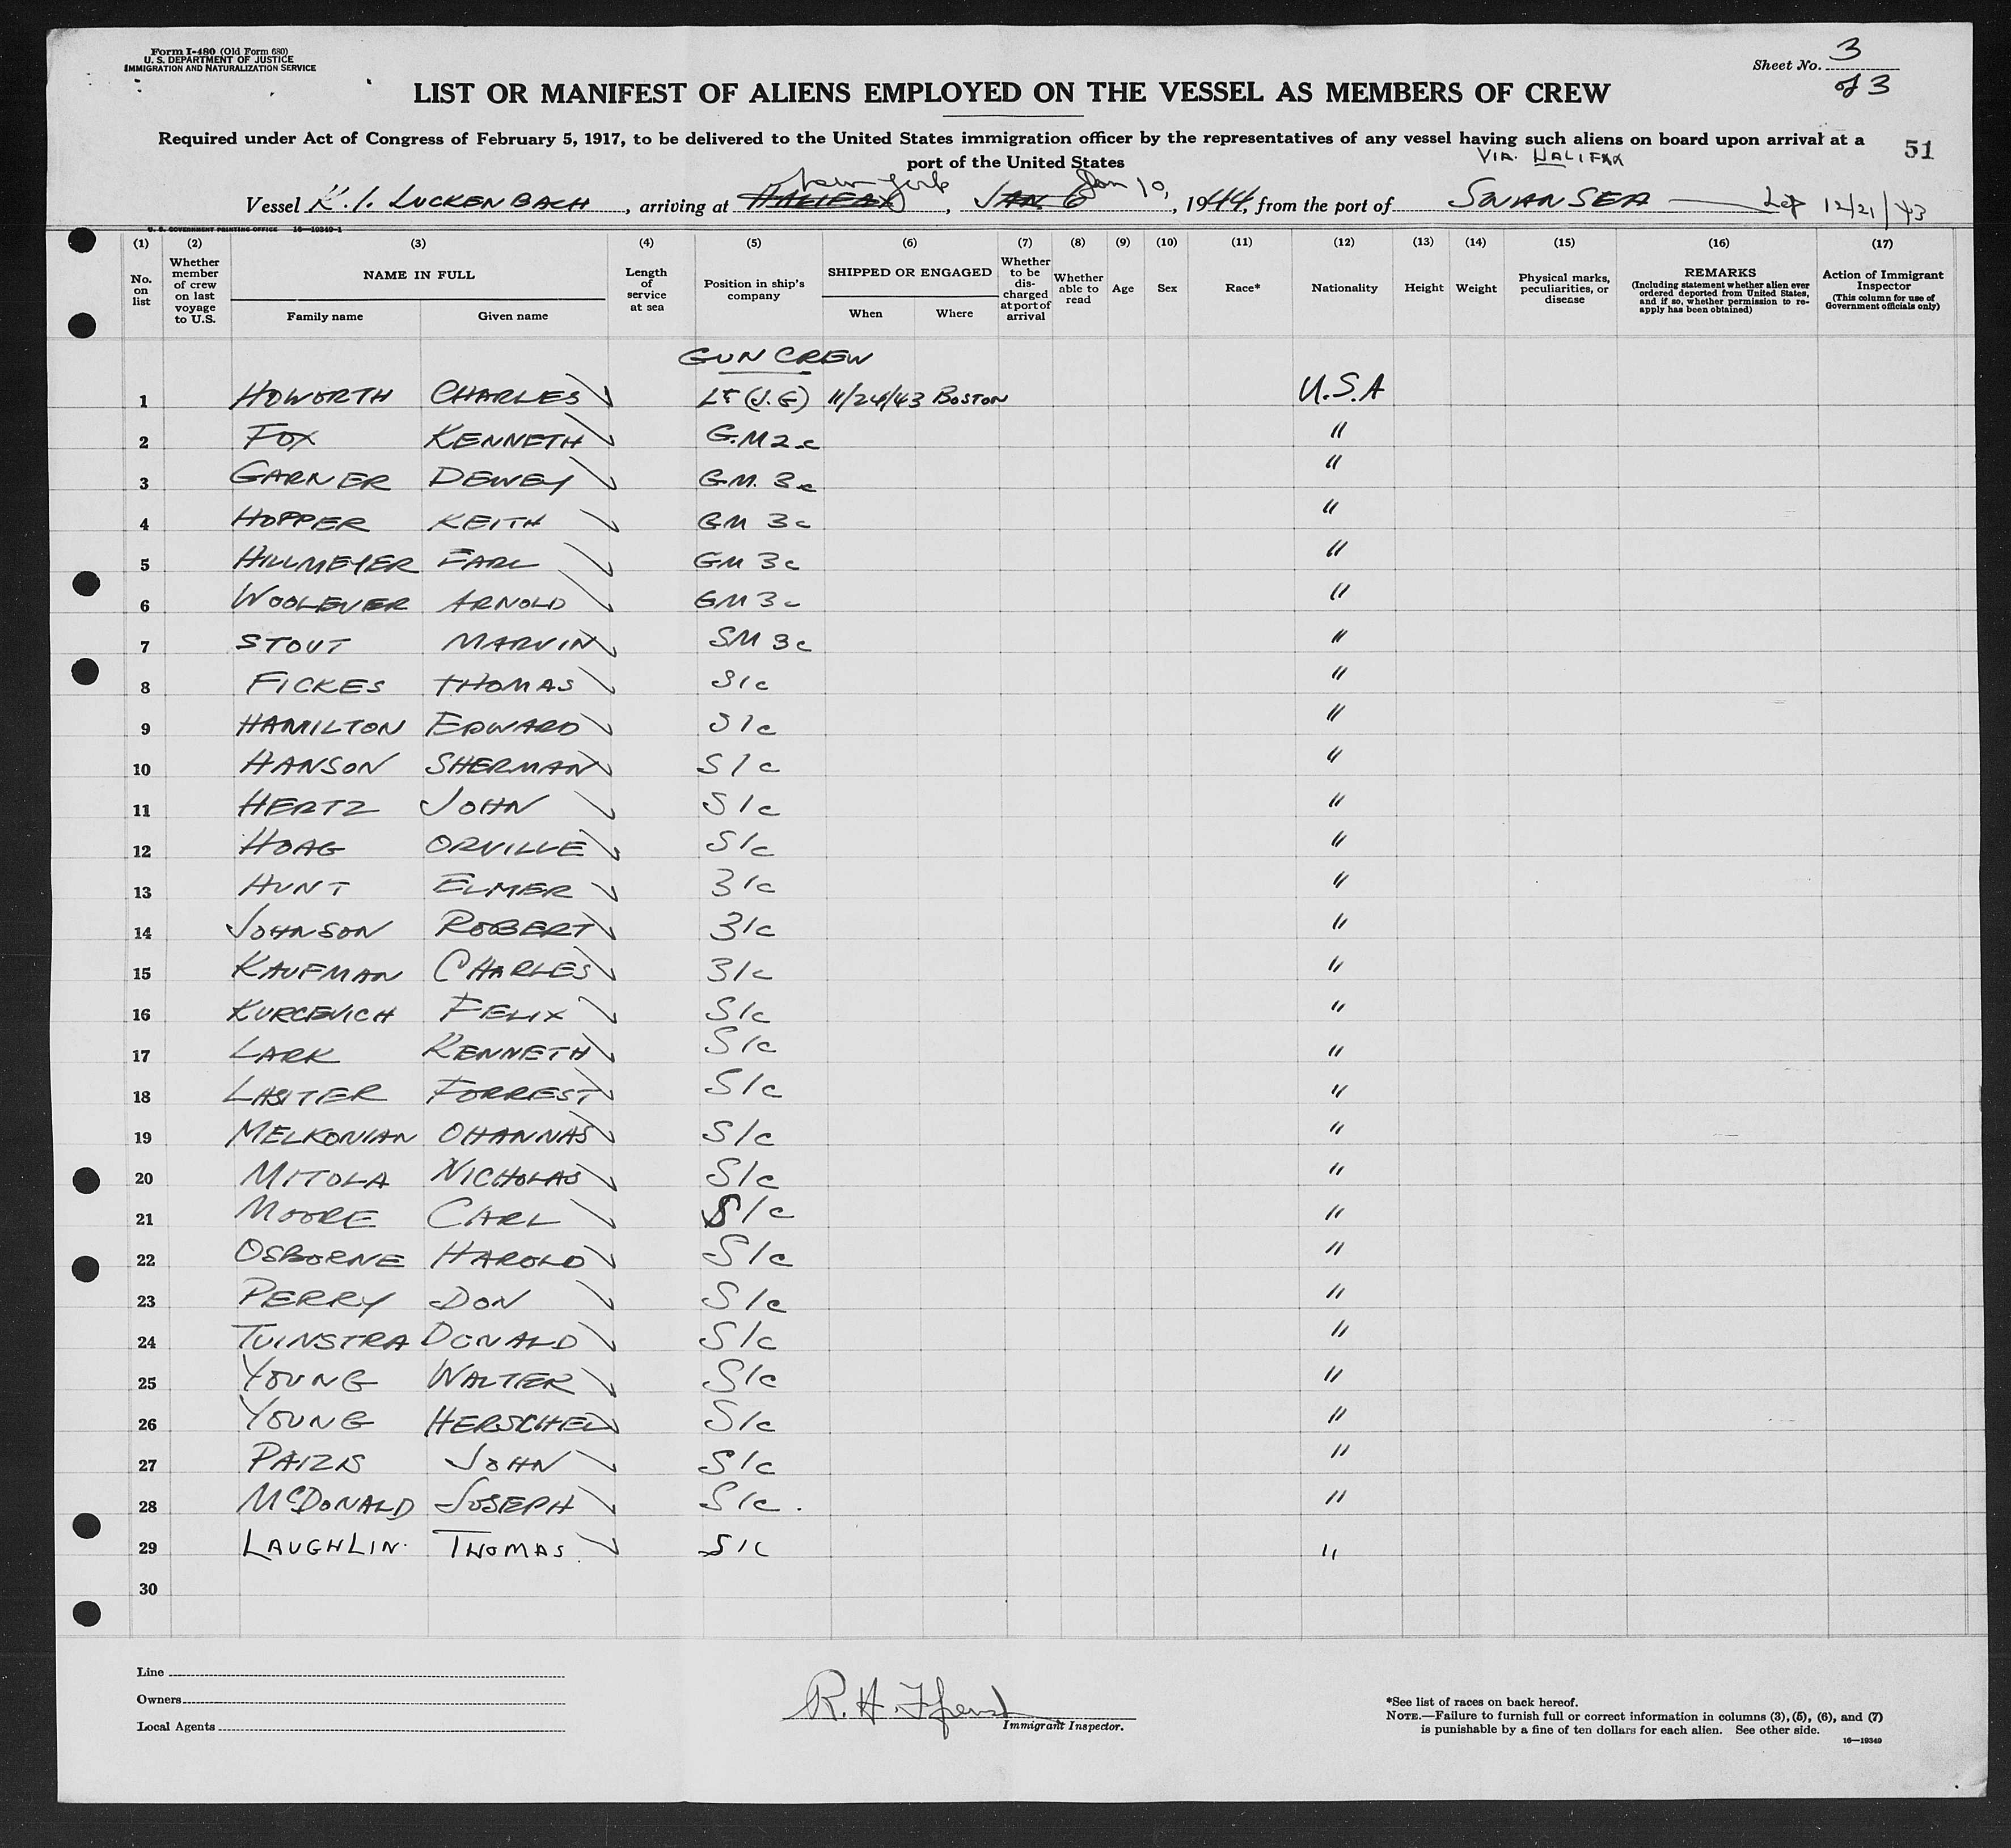 Form I-480 (Old Form 680)
U. S. DEPARTMENT OF JUSTICE
IMMIGRATION AND NATURALIZATION SERVICE
Sheet No. 3
of 3
LIST OR MANIFEST OF ALIENS EMPLOYED ON THE VESSEL AS MEMBERS OF CREW
Required under Act of Congress of February 5, 1917, to be delivered to the United States immigration officer by the representatives of any vessel having such aliens on board upon arrival at a
port of the United States
51
VIA. HALIFAX
New York Jan 10,
Vessel K. I. LUCKENBACH, arriving at HALIFAX, JAN. 6, 1944, from the port of SWANSEA 12/21/43
U. S. GOVERNMENT PRINTING OFFICE 16-19349-1
(1) (2) (3) (4) (5) (6) (7) (8) (9) (10) (11) (12) (13) (14) (15) (16) (17)
No. on list
Whether member of crew on last voyage to U.S.
NAME IN FULL
Family name
Given name
Length of service at sea
Position in ship's company
SHIPPED OR ENGAGED
When
Where
Whether to be discharged at port of arrival
Whether able to read
Age
Sex
Race*
Nationality
Height
Weight
Physical marks, peculiarities, or disease
REMARKS
(Including statement whether alien ever ordered deported from United States, and if so, whether permission to re-apply has been obtained)
Action of Immigrant Inspector
(This column for use of Government officials only)
GUN CREW
1 HOWORTH CHARLES LT (J.G) 11/24/43 BOSTON U.S.A
2 FOX KENNETH G.M 2c "
3 GARNER DEWEY G.M. 3c "
4 HOPPER KEITH GM 3c "
5 HILLMEYER EARL GM 3c "
6 WOOLEVER ARNOLD GM 3c "
7 STOUT MARVIN SM 3c "
8 FICKES THOMAS S1c "
9 HAMILTON EDWARD S1c "
10 HANSON SHERMAN S1c "
11 HERTZ JOHN S1c "
12 HOAG ORVILLE S1c "
13 HUNT ELMER S1c "
14 JOHNSON ROBERT S1c "
15 KAUFMAN CHARLES S1c "
16 KURCEVICH FELIX S1c "
17 LARK KENNETH S1c "
18 LASITER FORREST S1c "
19 MELKONIAN OHANNAS S1c "
20 MITOLA NICHOLAS S1c "
21 MOORE CARL S1c "
22 OSBORNE HAROLD S1c "
23 PERRY DON S1c "
24 TUINSTRA DONALD S1c "
25 YOUNG WALTER S1c "
26 YOUNG HERSCHEL S1c "
27 PAIZIS JOHN S1c "
28 McDONALD JOSEPH S1c. "
29 LAUGHLIN. THOMAS. S1C "
30
Line
Owners
Local Agents
R. H.
Immigrant Inspector.
*See list of races on back hereof.
NOTE.—Failure to furnish full or correct information in columns (3), (5), (6), and (7)
is punishable by a fine of ten dollars for each alien. See other side.
16—19349